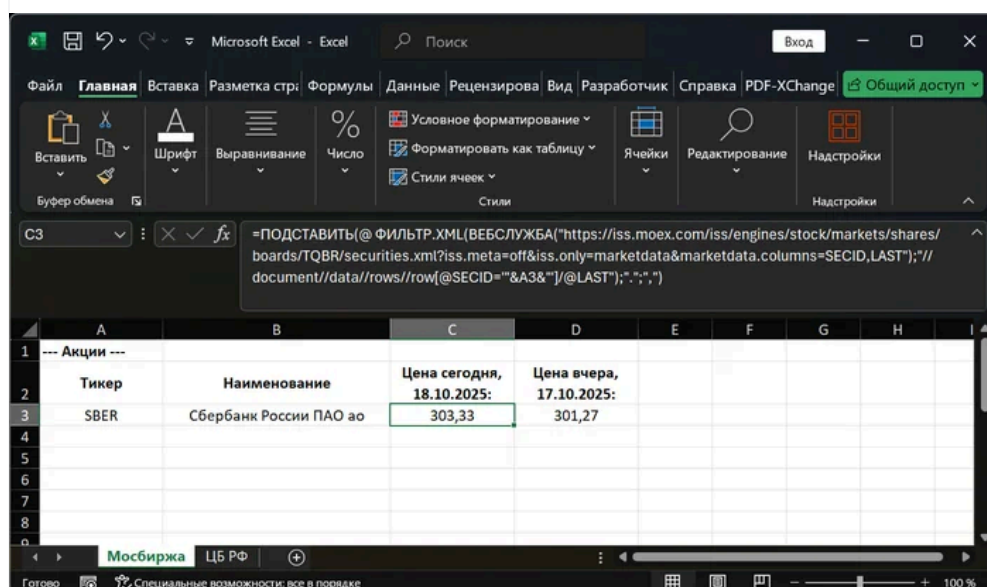 Microsoft Excel - Excel
Поиск
Вход
Файл Главная Вставка Разметка стра Формулы Данные Рецензирова Вид Разработчик Справка PDF-XChange Общий доступ
Вставить
Шрифт
Выравнивание
Число
%
Условное форматирование
Форматировать как таблицу
Стили ячеек
Ячейки
Редактирование
Надстройки
Буфер обмена
Стили
Надстройки
C3
fx
=ПОДСТАВИТЬ(@ ФИЛЬТР.XML(ВЕБСЛУЖБА("https://iss.moex.com/iss/engines/stock/markets/shares/
boards/TQBR/securities.xml?iss.meta=off&iss.only=marketdata&marketdata.columns=SECID,LAST");"//
document//data//rows//row[@SECID='"&A3&"']/@LAST");".";",")
A B C D E F G H I
1 --- Акции ---
2 Тикер Наименование Цена сегодня, 18.10.2025: Цена вчера, 17.10.2025:
3 SBER Сбербанк России ПАО ао 303,33 301,27
4
5
6
7
8
9
Мосбиржа ЦБ РФ
Готово Специальные возможности: все в порядке 100 %